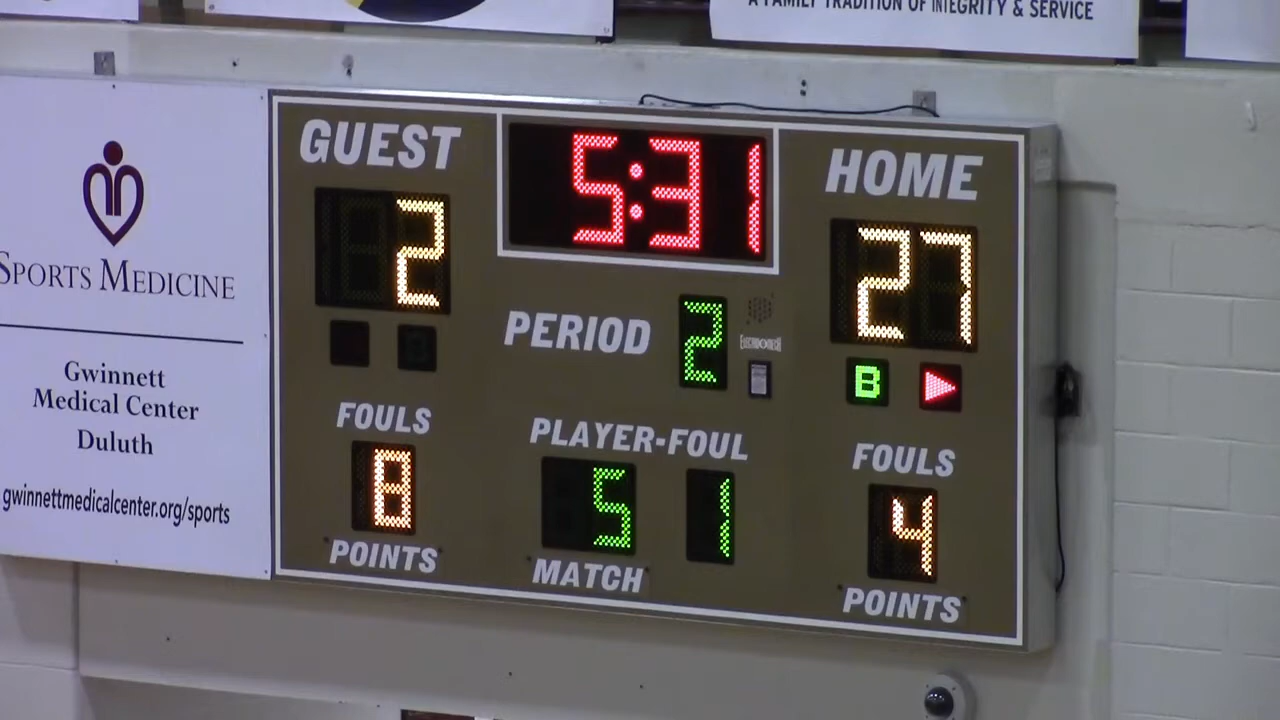 A FAMILY TRADITION OF INTEGRITY & SERVICE
SPORTS MEDICINE
Gwinnett
Medical Center
Duluth
gwinnettmedicalcenter.org/sports
GUEST
5:31
HOME
2
27
PERIOD 2
B
FOULS
PLAYER-FOUL
FOULS
8
5 1
4
POINTS
MATCH
POINTS